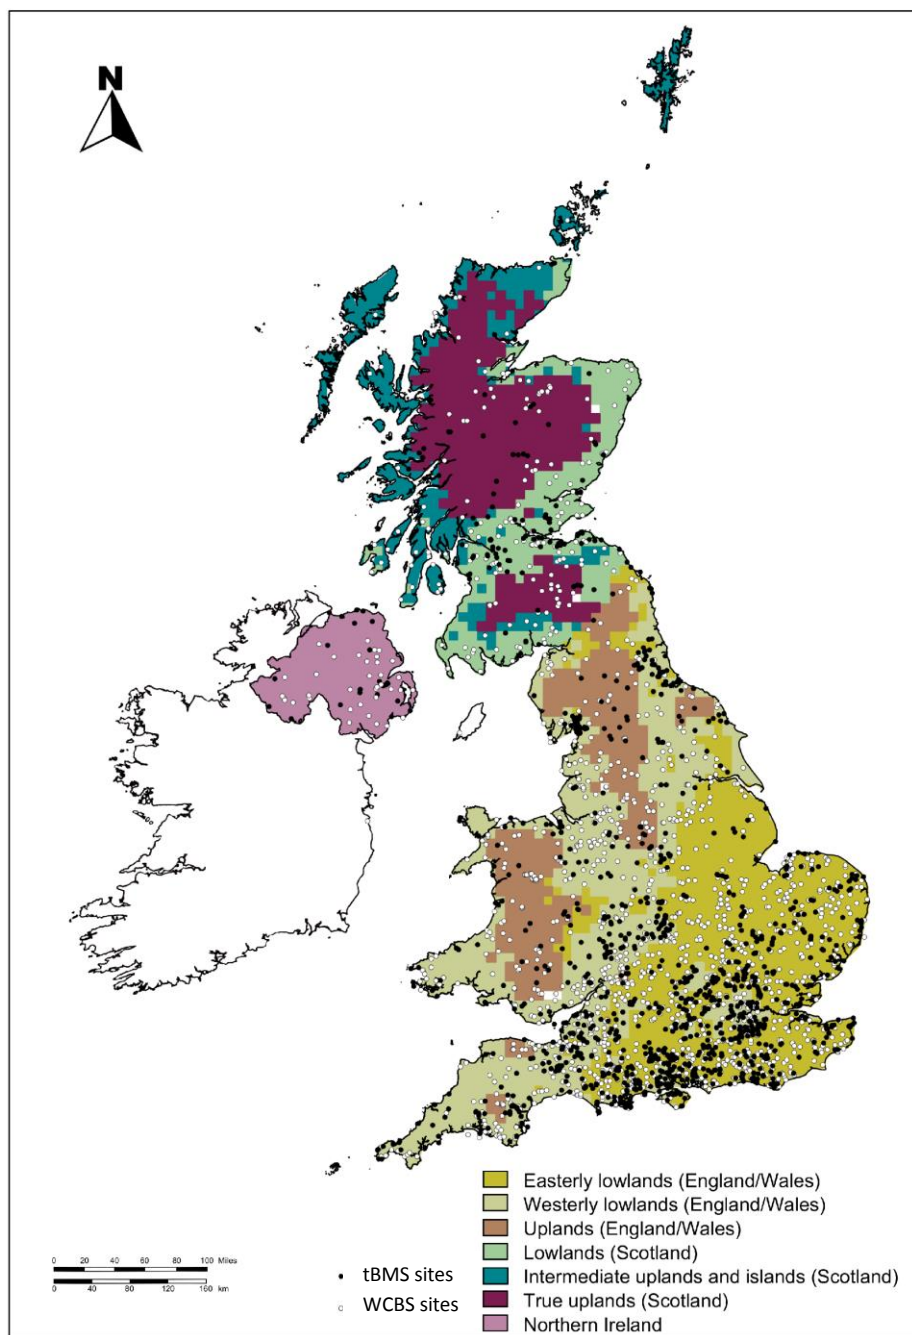 N
Easterly lowlands (England/Wales)
Westerly lowlands (England/Wales)
Uplands (England/Wales)
Lowlands (Scotland)
Intermediate uplands and islands (Scotland)
True uplands (Scotland)
Northern Ireland
tBMS sites
WCBS sites
0 20 40 60 80 100 Miles
0 40 80 120 160 km